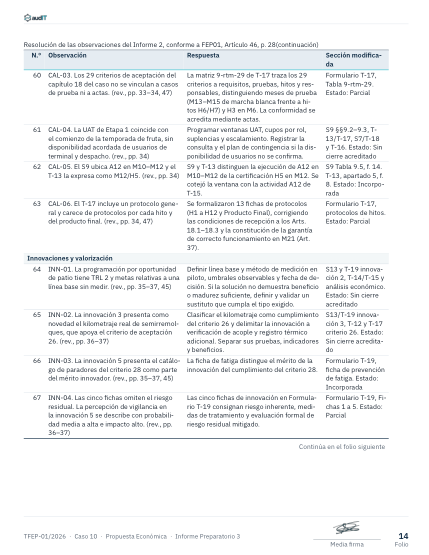 audIT
Resolución de las observaciones del Informe 2, conforme a FEP01, Artículo 46, p. 28(continuación)
N.º Observación Respuesta Sección modifica-
da
60 CAL-03. Los 29 criterios de aceptación del
capítulo 18 del caso no se vinculan a casos
de prueba ni a actas. (rev., pp. 33–34, 47)
La matriz 9-rtm-29 de T-17 traza los 29
criterios a requisitos, pruebas, hitos y res-
ponsables, distinguiendo meses de prueba
(M13–M15 de marcha blanca frente a hi-
tos H6/H7) y H3 en M6. La conformidad se
acredita mediante actas.
Formulario T-17,
Tabla 9-rtm-29.
Estado: Parcial
61 CAL-04. La UAT de Etapa 1 coincide con
el comienzo de la temporada de fruta, sin
disponibilidad acordada de usuarios de
terminal y despacho. (rev., pp. 34)
Programar ventanas UAT, cupos por rol,
suplencias y escalamiento. Registrar la
consulta y el plan de contingencia si la dis-
ponibilidad de usuarios no se confirma.
S9 §§9.2–9.3, T-
13/T-17, S7/T-18
y T-16. Estado: Sin
cierre acreditado
62 CAL-05. El S9 ubica A12 en M10–M12 y el
T-13 la expresa como M12/H5. (rev., pp. 34)
S9 y T-13 distinguen la ejecución de A12 en
M10–M12 de la certificación H5 en M12. Se
cotejó la ventana con la actividad A12 de
T-15.
S9 Tabla 9.5, f. 14.
T-13, apartado 5, f.
8. Estado: Incorpo-
rada
63 CAL-06. El T-17 incluye un protocolo gene-
ral y carece de protocolos por cada hito y
del producto final. (rev., pp. 34, 47)
Se formalizaron 13 fichas de protocolos
(H1 a H12 y Producto Final), corrigiendo
las condiciones de recepción a los Arts.
18.1–18.3 y la constitución de la garantía
de correcto funcionamiento en M21 (Art.
37).
Formulario T-17,
protocolos de hitos.
Estado: Parcial
Innovaciones y valorización
64 INN-01. La programación por oportunidad
de patio tiene TRL 2 y metas relativas a una
línea base sin medir. (rev., pp. 35–37, 45)
Definir línea base y método de medición en
piloto, umbrales observables y fecha de de-
cisión. Si la solución no demuestra beneficio
o madurez suficiente, definir y validar un
sustituto que cumpla el tipo exigido.
S13 y T-19 innova-
ción 2, T-14/T-15 y
análisis económico.
Estado: Sin cierre
acreditado
65 INN-02. La innovación 3 presenta como
novedad el kilometraje real de semirremol-
ques, que apoya el criterio de aceptación
26. (rev., pp. 36–37)
Clasificar el kilometraje como cumplimiento
del criterio 26 y delimitar la innovación a
verificación de acople y registro térmico
adicional. Separar sus pruebas, indicadores
y beneficios.
S13/T-19 innova-
ción 3, T-12 y T-17
criterio 26. Estado:
Sin cierre acredita-
do
66 INN-03. La innovación 5 presenta el catálo-
go de paradores del criterio 28 como parte
del mérito innovador. (rev., pp. 35–37, 45)
La ficha de fatiga distingue el mérito de la
innovación del cumplimiento del criterio 28.
Formulario T-19,
ficha de prevención
de fatiga. Estado:
Incorporada
67 INN-04. Las cinco fichas omiten el riesgo
residual. La percepción de vigilancia en
la innovación 5 se describe con probabili-
dad media a alta e impacto alto. (rev., pp.
36–37)
Las cinco fichas de innovación en Formula-
rio T-19 consignan riesgo inherente, medi-
das de tratamiento y evaluación formal de
riesgo residual mitigado.
Formulario T-19, Fi-
chas 1 a 5. Estado:
Parcial
Continúa en el folio siguiente
TFEP-01/2026 · Caso 10 · Propuesta Económica · Informe Preparatorio 3
Media firma
14
Folio